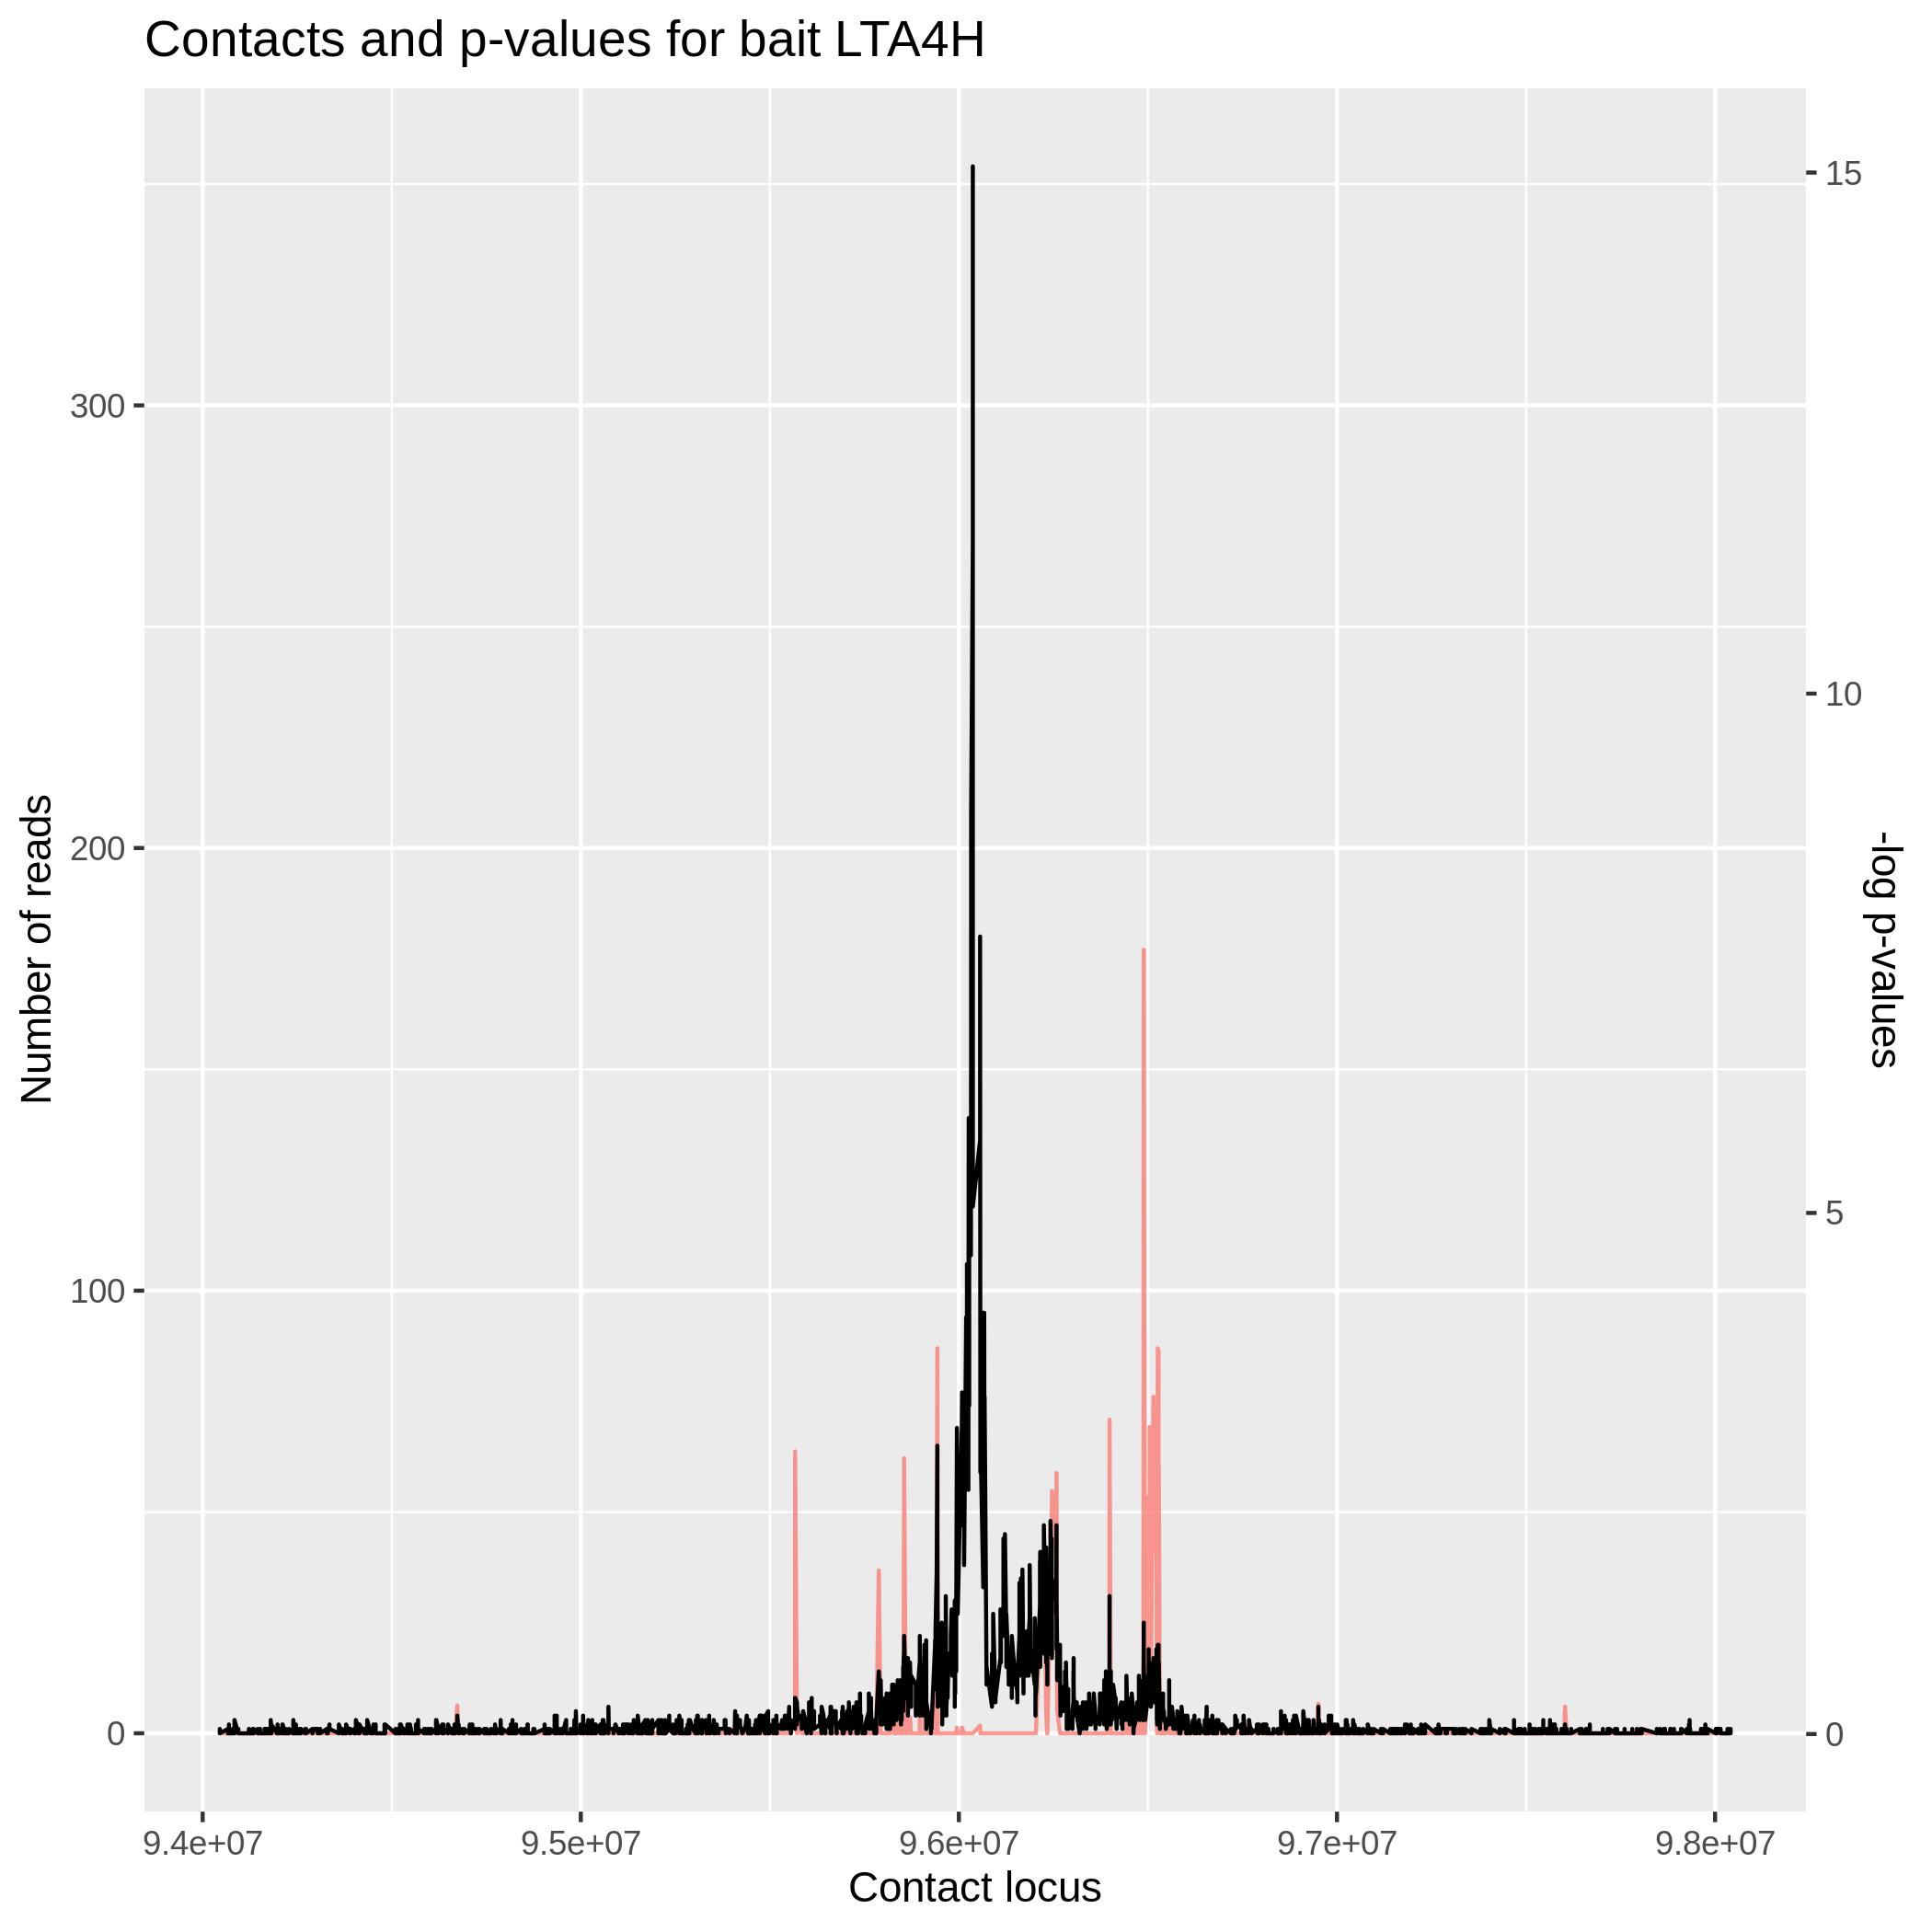 Contacts and p-values for bait LTA4H
Number of reads
300
200
100
0
15
10
5
0
-log p-values
9.4e+07 9.5e+07 9.6e+07 9.7e+07 9.8e+07
Contact locus